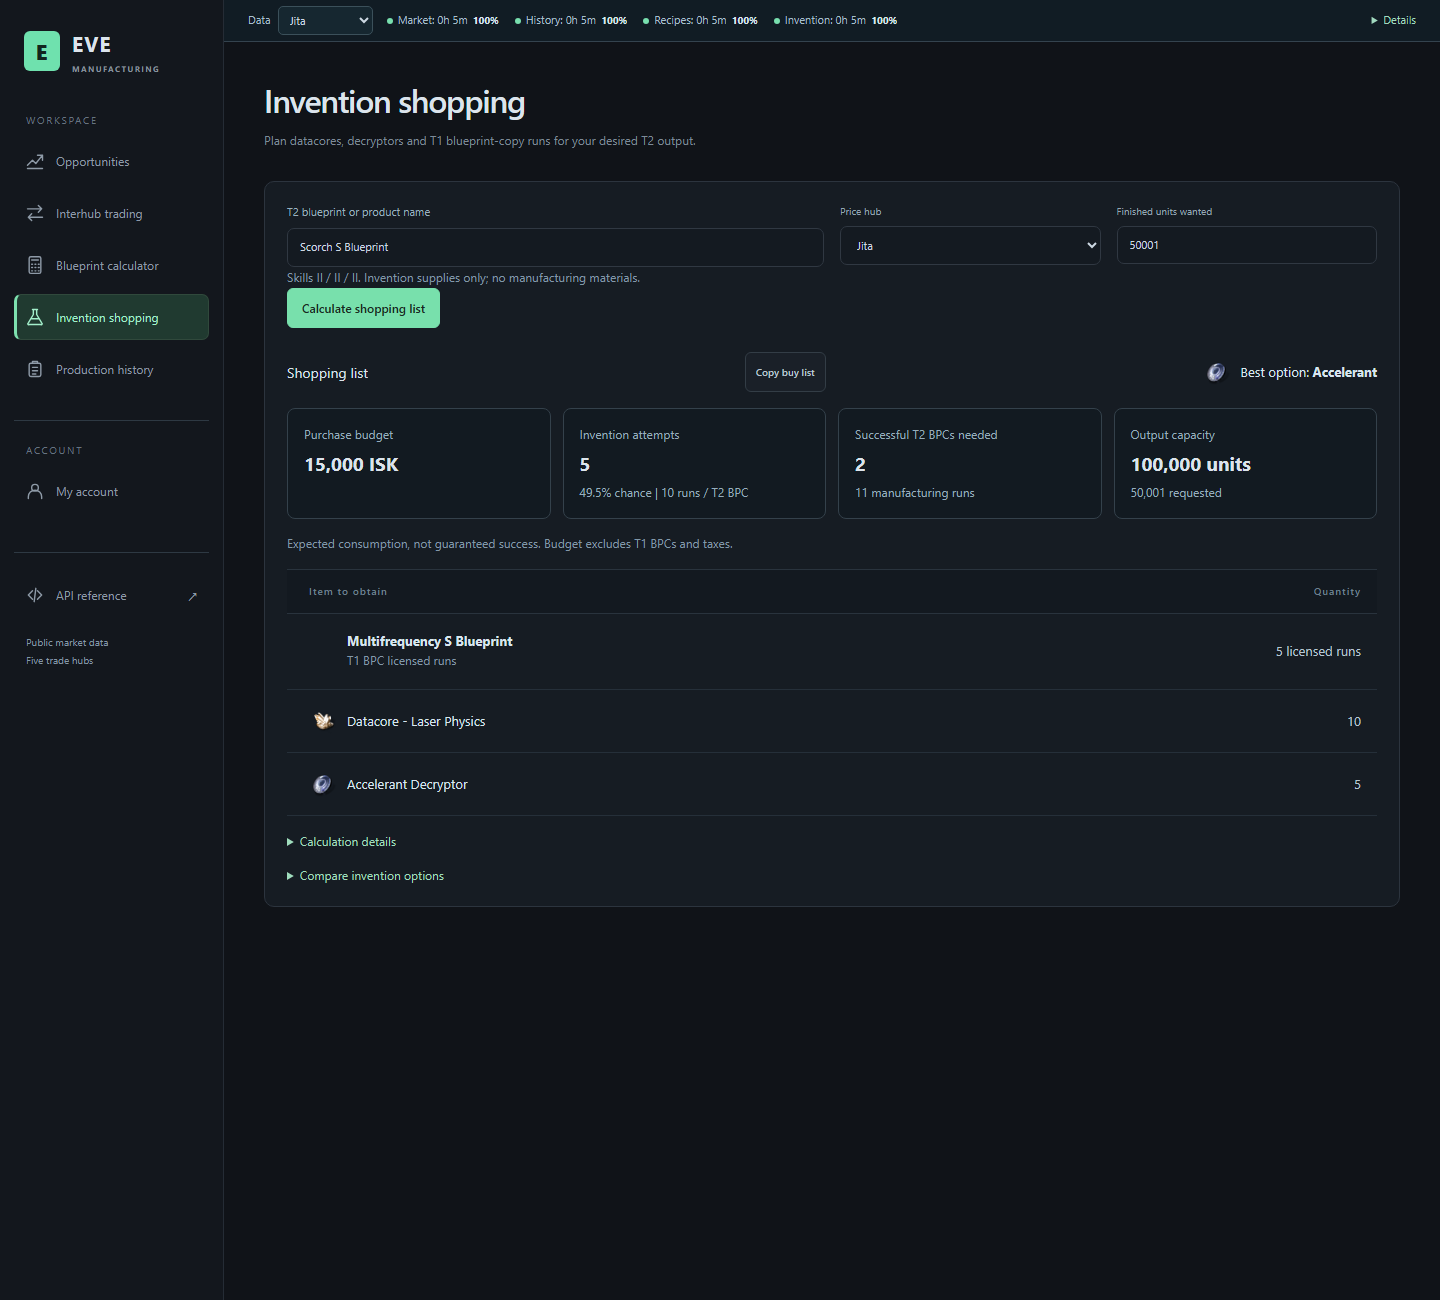 E
EVE
MANUFACTURING
WORKSPACE
Opportunities
Interhub trading
Blueprint calculator
Invention shopping
Production history
ACCOUNT
My account
API reference ↗
Public market data
Five trade hubs
Data Jita Market: 0h 5m 100% History: 0h 5m 100% Recipes: 0h 5m 100% Invention: 0h 5m 100% Details
Invention shopping
Plan datacores, decryptors and T1 blueprint-copy runs for your desired T2 output.
T2 blueprint or product name Price hub Finished units wanted
Scorch S Blueprint Jita 50001
Skills II / II / II. Invention supplies only; no manufacturing materials.
Calculate shopping list
Shopping list Copy buy list Best option: Accelerant
Purchase budget
15,000 ISK
Invention attempts
5
49.5% chance | 10 runs / T2 BPC
Successful T2 BPCs needed
2
11 manufacturing runs
Output capacity
100,000 units
50,001 requested
Expected consumption, not guaranteed success. Budget excludes T1 BPCs and taxes.
Item to obtain Quantity
Multifrequency S Blueprint
T1 BPC licensed runs
5 licensed runs
Datacore - Laser Physics 10
Accelerant Decryptor 5
Calculation details
Compare invention options